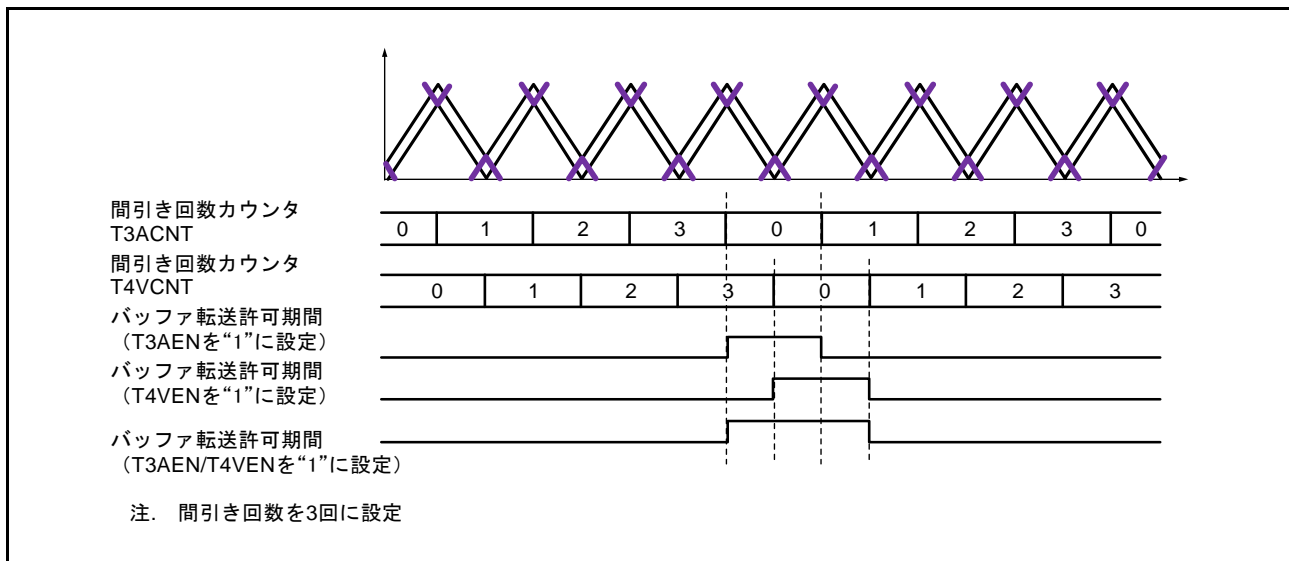 間引き回数カウンタ
T3ACNT
0 1 2 3 0 1 2 3 0
間引き回数カウンタ
T4VCNT
0 1 2 3 0 1 2 3
バッファ転送許可期間
（T3AENを“1”に設定）
バッファ転送許可期間
（T4VENを“1”に設定）
バッファ転送許可期間
（T3AEN/T4VENを“1”に設定）
注. 間引き回数を3回に設定